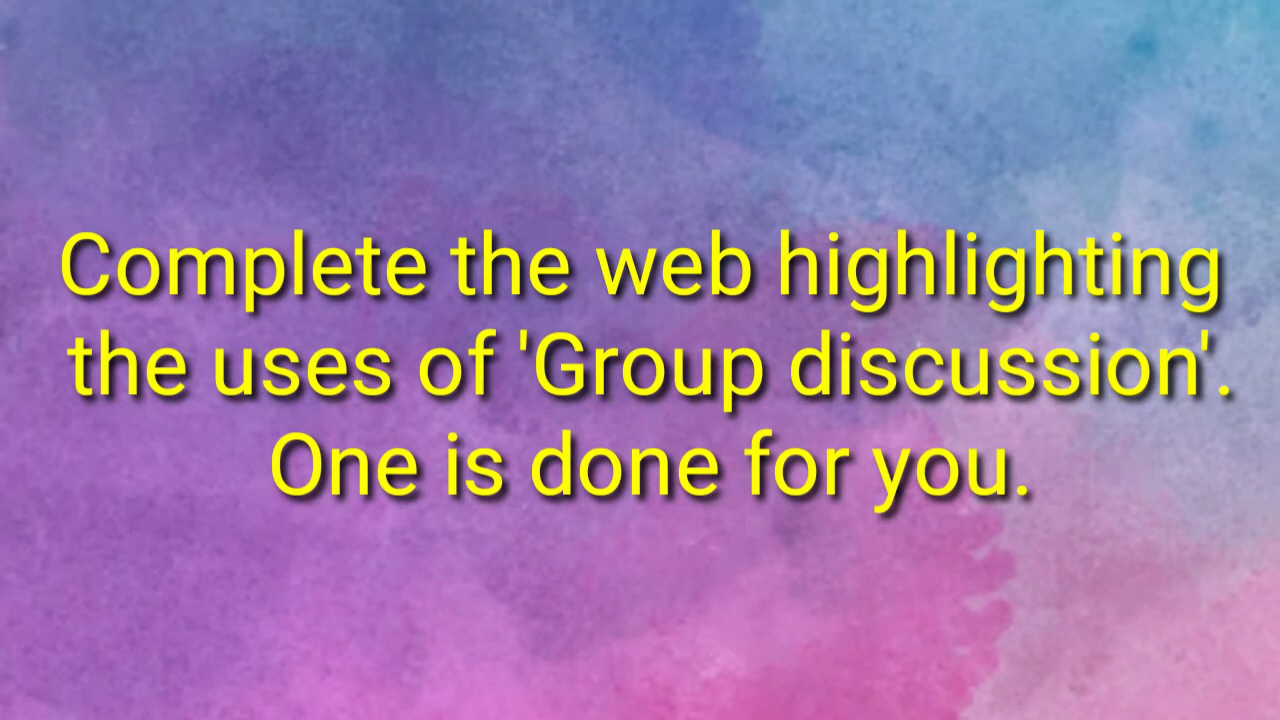 Complete the web highlighting
the uses of 'Group discussion'.
One is done for you.